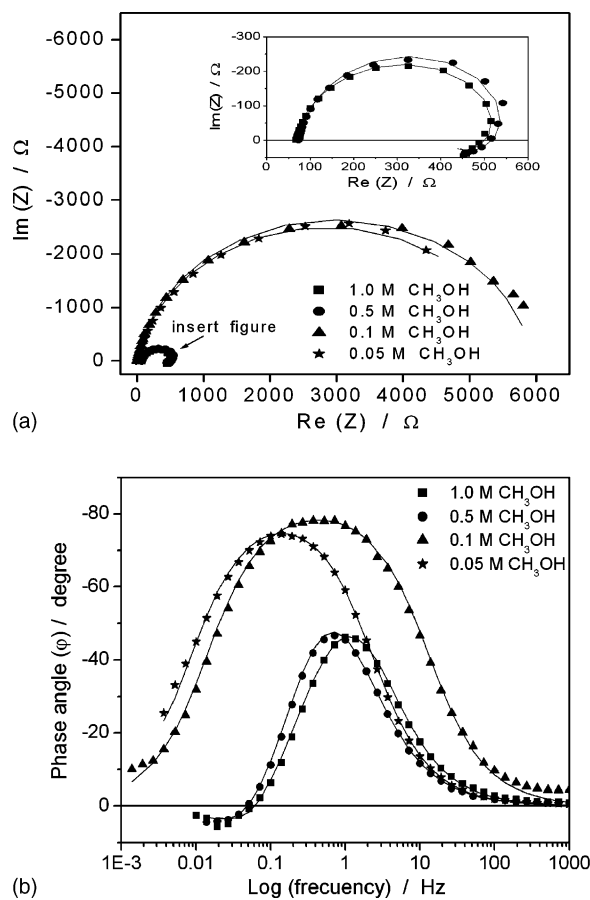 (a)
-6000
-5000
-4000
-3000
-2000
-1000
0
Im (Z) / Ω
0 1000 2000 3000 4000 5000 6000
Re (Z) / Ω
-300
-200
-100
0
Im(Z) / Ω
0 100 200 300 400 500 600
Re (Z) / Ω
1.0 M CH3OH
0.5 M CH3OH
0.1 M CH3OH
0.05 M CH3OH
insert figure
(b)
-80
-60
-40
-20
0
Phase angle (φ) / degree
1E-3 0.01 0.1 1 10 100 1000
Log (frecuency) / Hz
1.0 M CH3OH
0.5 M CH3OH
0.1 M CH3OH
0.05 M CH3OH